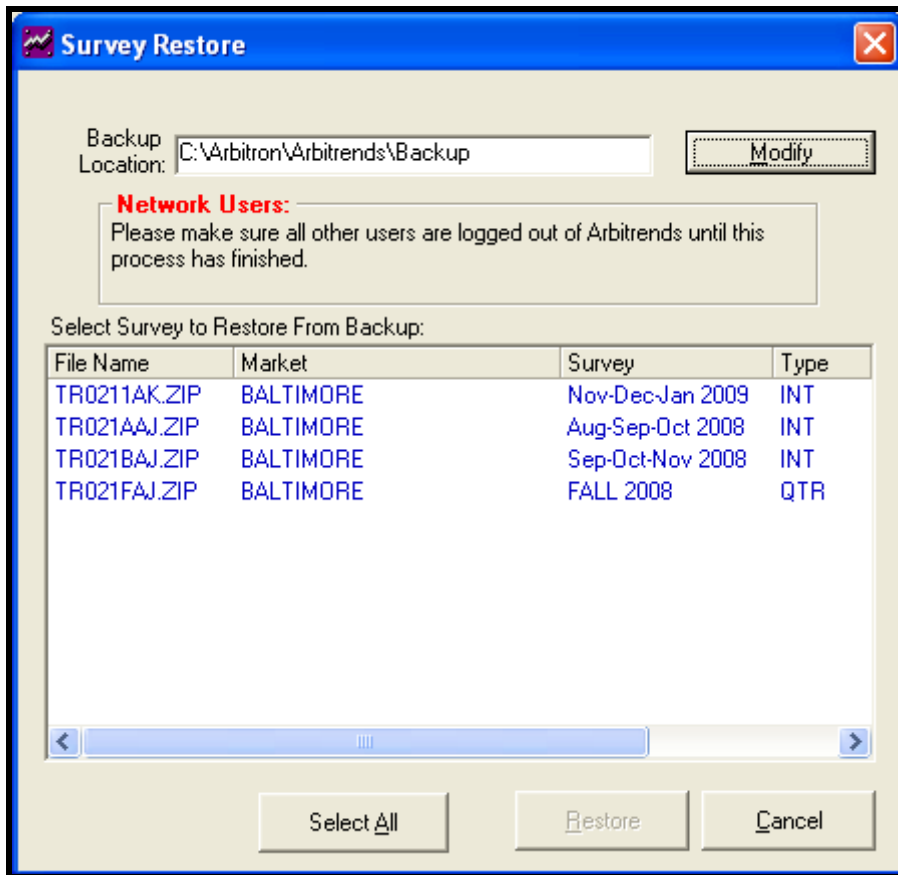 Survey Restore
Backup Location: C:\Arbitron\Arbitrends\Backup Modify
Network Users:
Please make sure all other users are logged out of Arbitrends until this
process has finished.
Select Survey to Restore From Backup:
File Name Market Survey Type
TR0211AK.ZIP BALTIMORE Nov-Dec-Jan 2009 INT
TR021AAJ.ZIP BALTIMORE Aug-Sep-Oct 2008 INT
TR021BAJ.ZIP BALTIMORE Sep-Oct-Nov 2008 INT
TR021FAJ.ZIP BALTIMORE FALL 2008 QTR
Select All Restore Cancel